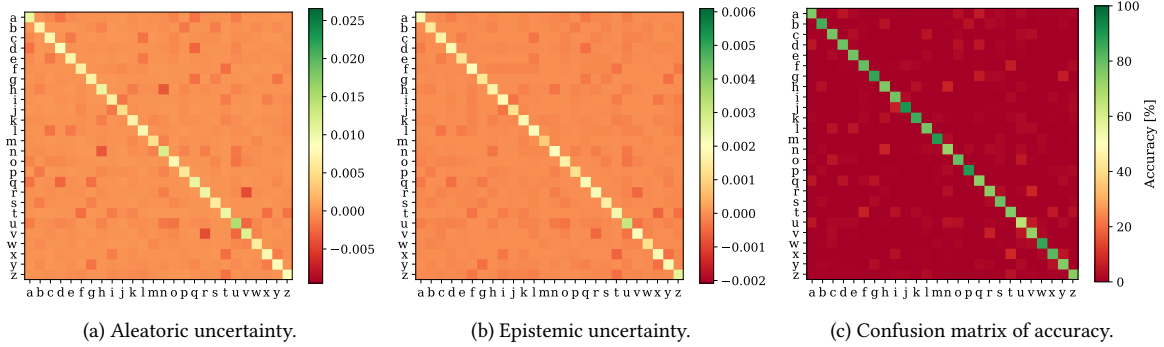 a b c d e f g h i j k l m n o p q r s t u v w x y z
a b c d e f g h i j k l m n o p q r s t u v w x y z
0.025
0.020
0.015
0.010
0.005
0.000
−0.005
(a) Aleatoric uncertainty.
a b c d e f g h i j k l m n o p q r s t u v w x y z
a b c d e f g h i j k l m n o p q r s t u v w x y z
0.006
0.005
0.004
0.003
0.002
0.001
0.000
−0.001
−0.002
(b) Epistemic uncertainty.
a b c d e f g h i j k l m n o p q r s t u v w x y z
a b c d e f g h i j k l m n o p q r s t u v w x y z
100
80
60
40
20
0
Accuracy [%]
(c) Confusion matrix of accuracy.